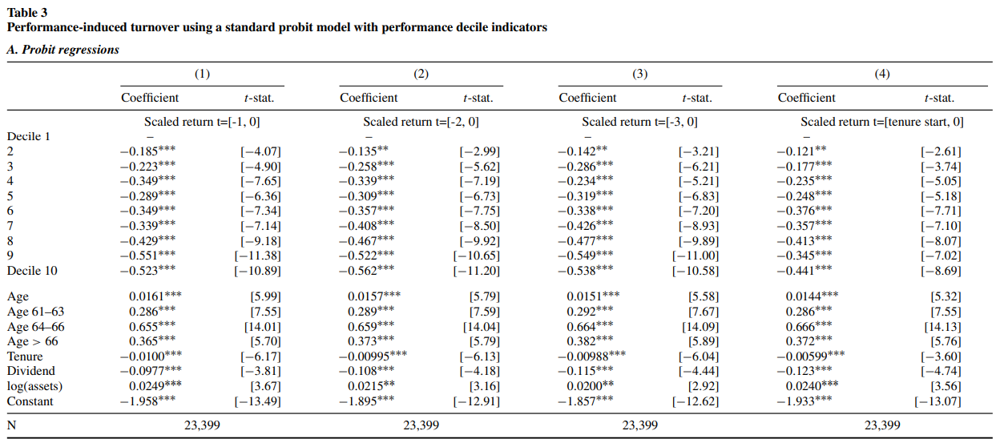 Table 3
Performance-induced turnover using a standard probit model with performance decile indicators
A. Probit regressions
(1) (2) (3) (4)
Coefficient t-stat. Coefficient t-stat. Coefficient t-stat. Coefficient t-stat.
Scaled return t=[-1, 0] Scaled return t=[-2, 0] Scaled return t=[-3, 0] Scaled return t=[tenure start, 0]
Decile 1 – – – –
2 −0.185*** [−4.07] −0.135** [−2.99] −0.142** [−3.21] −0.121** [−2.61]
3 −0.223*** [−4.90] −0.258*** [−5.62] −0.286*** [−6.21] −0.177*** [−3.74]
4 −0.349*** [−7.65] −0.339*** [−7.19] −0.234*** [−5.21] −0.235*** [−5.05]
5 −0.289*** [−6.36] −0.309*** [−6.73] −0.319*** [−6.83] −0.248*** [−5.18]
6 −0.349*** [−7.34] −0.357*** [−7.75] −0.338*** [−7.20] −0.376*** [−7.71]
7 −0.339*** [−7.14] −0.408*** [−8.50] −0.426*** [−8.93] −0.357*** [−7.10]
8 −0.429*** [−9.18] −0.467*** [−9.92] −0.477*** [−9.89] −0.413*** [−8.07]
9 −0.551*** [−11.38] −0.522*** [−10.65] −0.549*** [−11.00] −0.345*** [−7.02]
Decile 10 −0.523*** [−10.89] −0.562*** [−11.20] −0.538*** [−10.58] −0.441*** [−8.69]
Age 0.0161*** [5.99] 0.0157*** [5.79] 0.0151*** [5.58] 0.0144*** [5.32]
Age 61–63 0.286*** [7.55] 0.289*** [7.59] 0.292*** [7.67] 0.286*** [7.55]
Age 64–66 0.655*** [14.01] 0.659*** [14.04] 0.664*** [14.09] 0.666*** [14.13]
Age > 66 0.365*** [5.70] 0.373*** [5.79] 0.382*** [5.89] 0.372*** [5.76]
Tenure −0.0100*** [−6.17] −0.00995*** [−6.13] −0.00988*** [−6.04] −0.00599*** [−3.60]
Dividend −0.0977*** [−3.81] −0.108*** [−4.18] −0.115*** [−4.44] −0.123*** [−4.74]
log(assets) 0.0249*** [3.67] 0.0215** [3.16] 0.0200** [2.92] 0.0240*** [3.56]
Constant −1.958*** [−13.49] −1.895*** [−12.91] −1.857*** [−12.62] −1.933*** [−13.07]
N 23,399 23,399 23,399 23,399